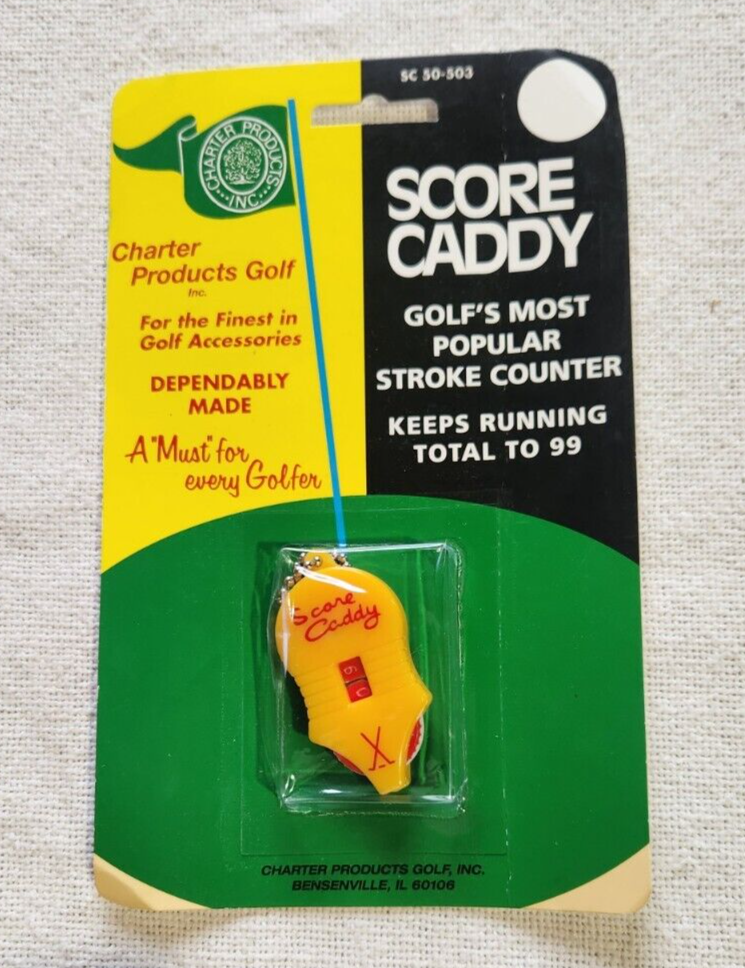 SC 50-503
CHARTER PRODUCTS
INC.
Charter
Products Golf
Inc.
For the Finest in
Golf Accessories
DEPENDABLY
MADE
A "Must" for
every Golfer
SCORE
CADDY
GOLF'S MOST
POPULAR
STROKE COUNTER
KEEPS RUNNING
TOTAL TO 99
Score
Caddy
CHARTER PRODUCTS GOLF, INC.
BENSENVILLE, IL 60106